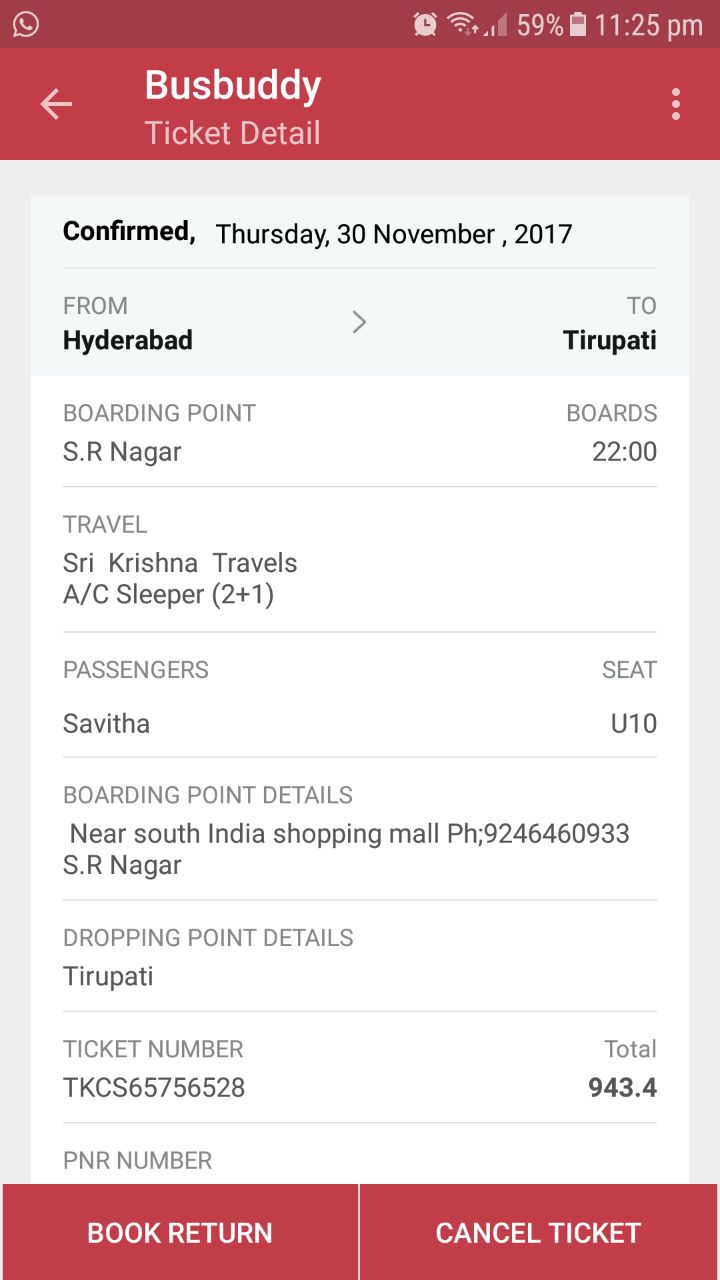 59% 11:25 pm
Busbuddy
Ticket Detail
Confirmed, Thursday, 30 November , 2017
FROM TO
Hyderabad Tirupati
BOARDING POINT BOARDS
S.R Nagar 22:00
TRAVEL
Sri Krishna Travels
A/C Sleeper (2+1)
PASSENGERS SEAT
Savitha U10
BOARDING POINT DETAILS
Near south India shopping mall Ph;9246460933
S.R Nagar
DROPPING POINT DETAILS
Tirupati
TICKET NUMBER Total
TKCS65756528 943.4
PNR NUMBER
BOOK RETURN CANCEL TICKET